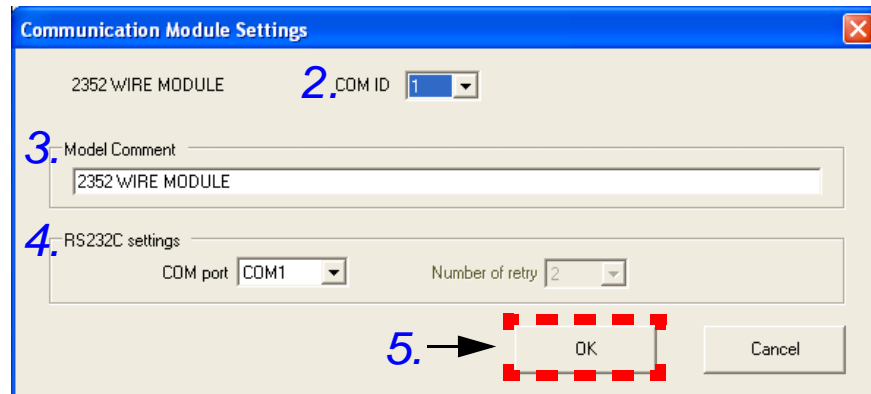 Communication Module Settings
2352 WIRE MODULE 2. COM ID 1
3. Model Comment
2352 WIRE MODULE
4. RS232C settings
COM port COM1 Number of retry 2
5. OK Cancel